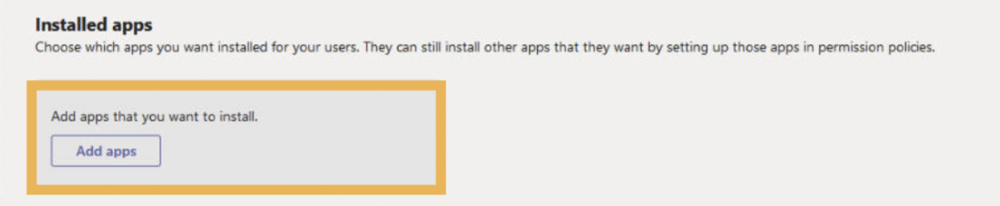 Installed apps
Choose which apps you want installed for your users. They can still install other apps that they want by setting up those apps in permission policies.
Add apps that you want to install.
Add apps